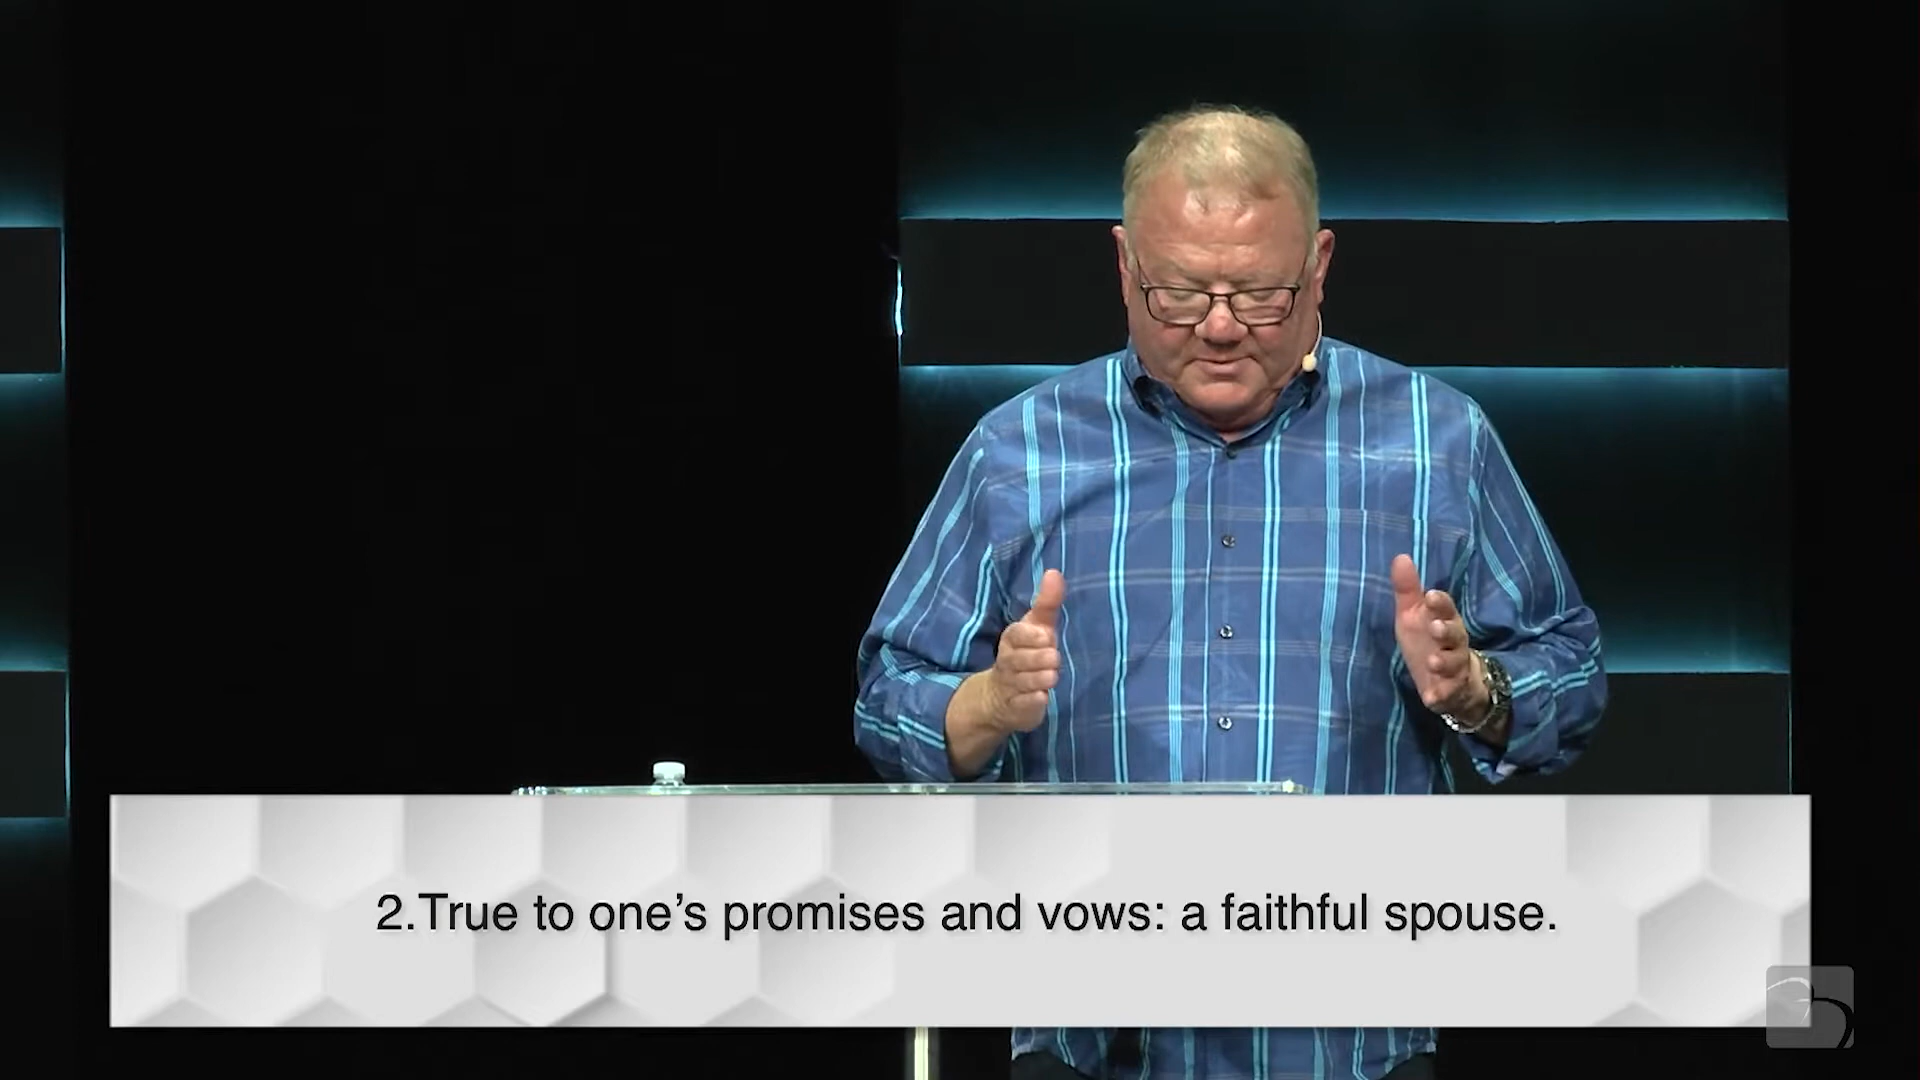 2.True to one’s promises and vows: a faithful spouse.